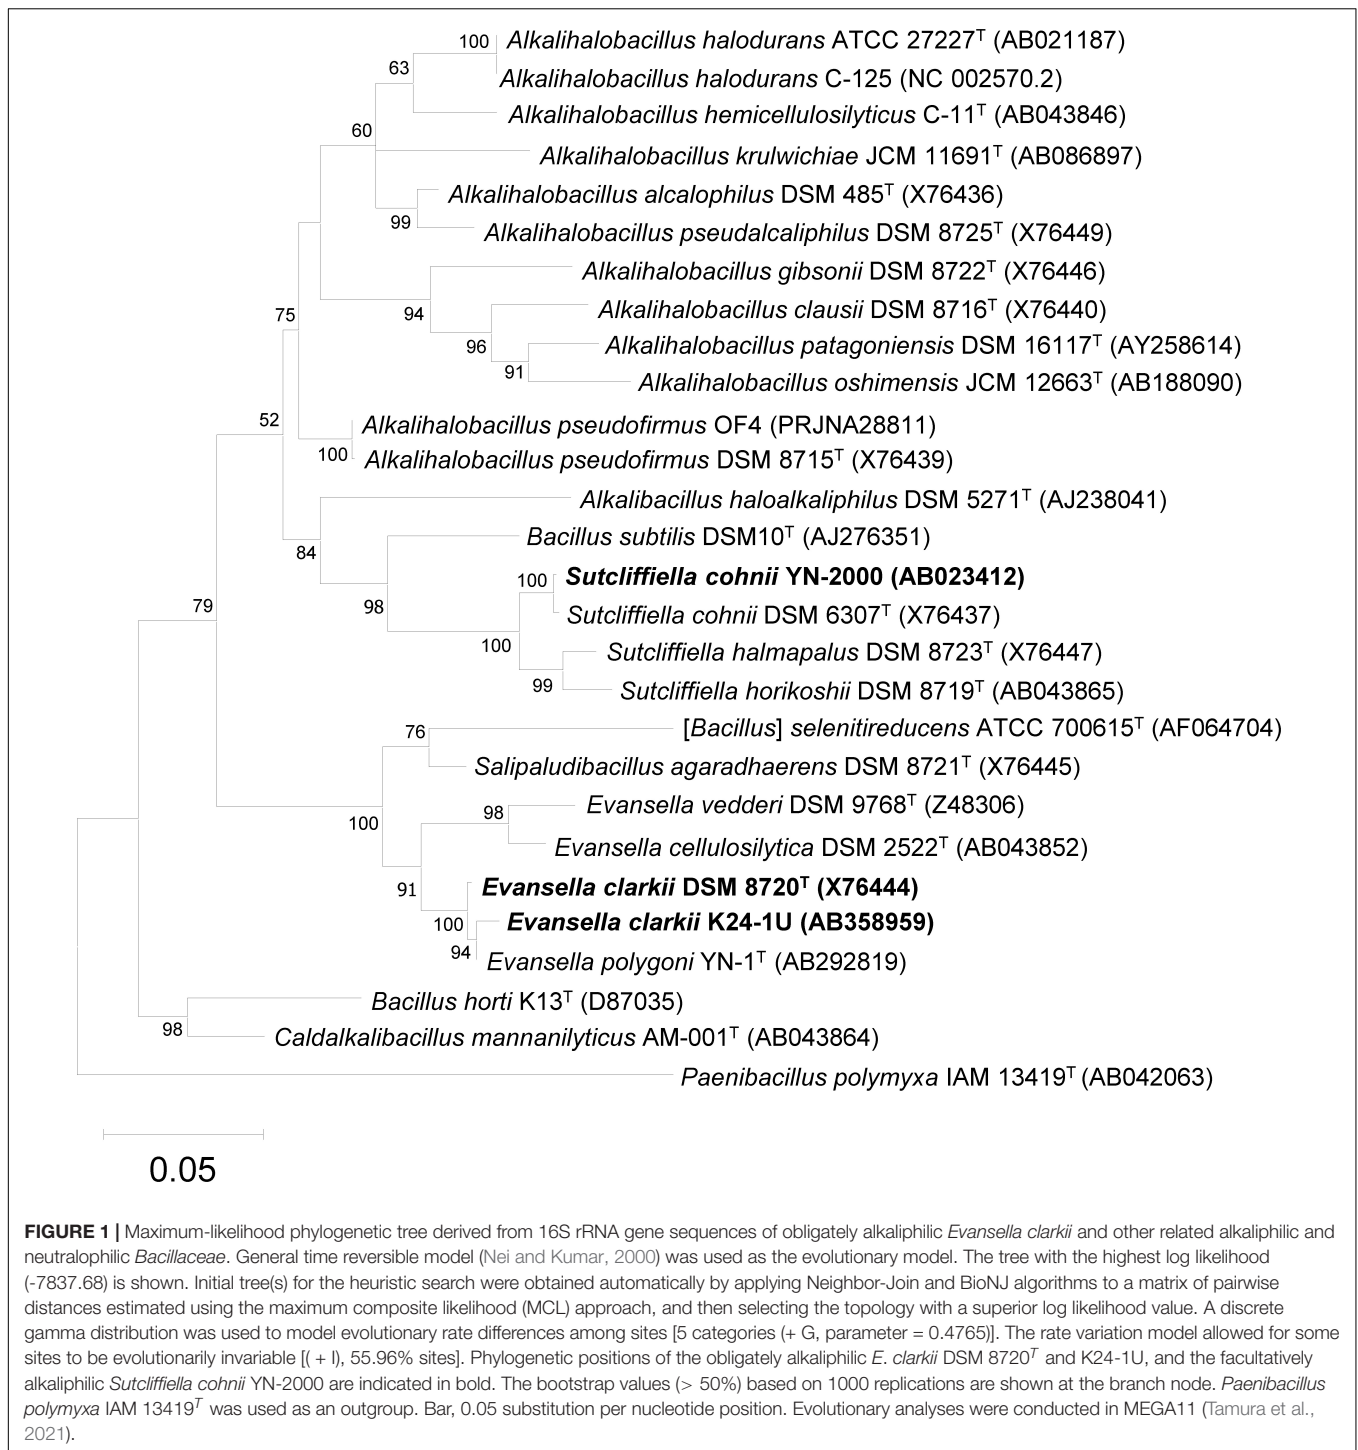 100 Alkalihalobacillus halodurans ATCC 27227T (AB021187)
63
Alkalihalobacillus halodurans C-125 (NC 002570.2)
Alkalihalobacillus hemicellulosilyticus C-11T (AB043846)
60
Alkalihalobacillus krulwichiae JCM 11691T (AB086897)
Alkalihalobacillus alcalophilus DSM 485T (X76436)
99
Alkalihalobacillus pseudalcaliphilus DSM 8725T (X76449)
Alkalihalobacillus gibsonii DSM 8722T (X76446)
75
94
Alkalihalobacillus clausii DSM 8716T (X76440)
96
Alkalihalobacillus patagoniensis DSM 16117T (AY258614)
91
Alkalihalobacillus oshimensis JCM 12663T (AB188090)
52
Alkalihalobacillus pseudofirmus OF4 (PRJNA28811)
100
Alkalihalobacillus pseudofirmus DSM 8715T (X76439)
Alkalibacillus haloalkaliphilus DSM 5271T (AJ238041)
84
Bacillus subtilis DSM10T (AJ276351)
100 Sutcliffiella cohnii YN-2000 (AB023412)
79
98
Sutcliffiella cohnii DSM 6307T (X76437)
100
Sutcliffiella halmapalus DSM 8723T (X76447)
99
Sutcliffiella horikoshii DSM 8719T (AB043865)
76
[Bacillus] selenitireducens ATCC 700615T (AF064704)
Salipaludibacillus agaradhaerens DSM 8721T (X76445)
100
98
Evansella vedderi DSM 9768T (Z48306)
Evansella cellulosilytica DSM 2522T (AB043852)
91
Evansella clarkii DSM 8720T (X76444)
100
Evansella clarkii K24-1U (AB358959)
94
Evansella polygoni YN-1T (AB292819)
Bacillus horti K13T (D87035)
98
Caldalkalibacillus mannanilyticus AM-001T (AB043864)
Paenibacillus polymyxa IAM 13419T (AB042063)
0.05
FIGURE 1 | Maximum-likelihood phylogenetic tree derived from 16S rRNA gene sequences of obligately alkaliphilic Evansella clarkii and other related alkaliphilic and
neutralophilic Bacillaceae. General time reversible model (Nei and Kumar, 2000) was used as the evolutionary model. The tree with the highest log likelihood
(-7837.68) is shown. Initial tree(s) for the heuristic search were obtained automatically by applying Neighbor-Join and BioNJ algorithms to a matrix of pairwise
distances estimated using the maximum composite likelihood (MCL) approach, and then selecting the topology with a superior log likelihood value. A discrete
gamma distribution was used to model evolutionary rate differences among sites [5 categories (+ G, parameter = 0.4765)]. The rate variation model allowed for some
sites to be evolutionarily invariable [( + I), 55.96% sites]. Phylogenetic positions of the obligately alkaliphilic E. clarkii DSM 8720T and K24-1U, and the facultatively
alkaliphilic Sutcliffiella cohnii YN-2000 are indicated in bold. The bootstrap values (> 50%) based on 1000 replications are shown at the branch node. Paenibacillus
polymyxa IAM 13419T was used as an outgroup. Bar, 0.05 substitution per nucleotide position. Evolutionary analyses were conducted in MEGA11 (Tamura et al.,
2021).